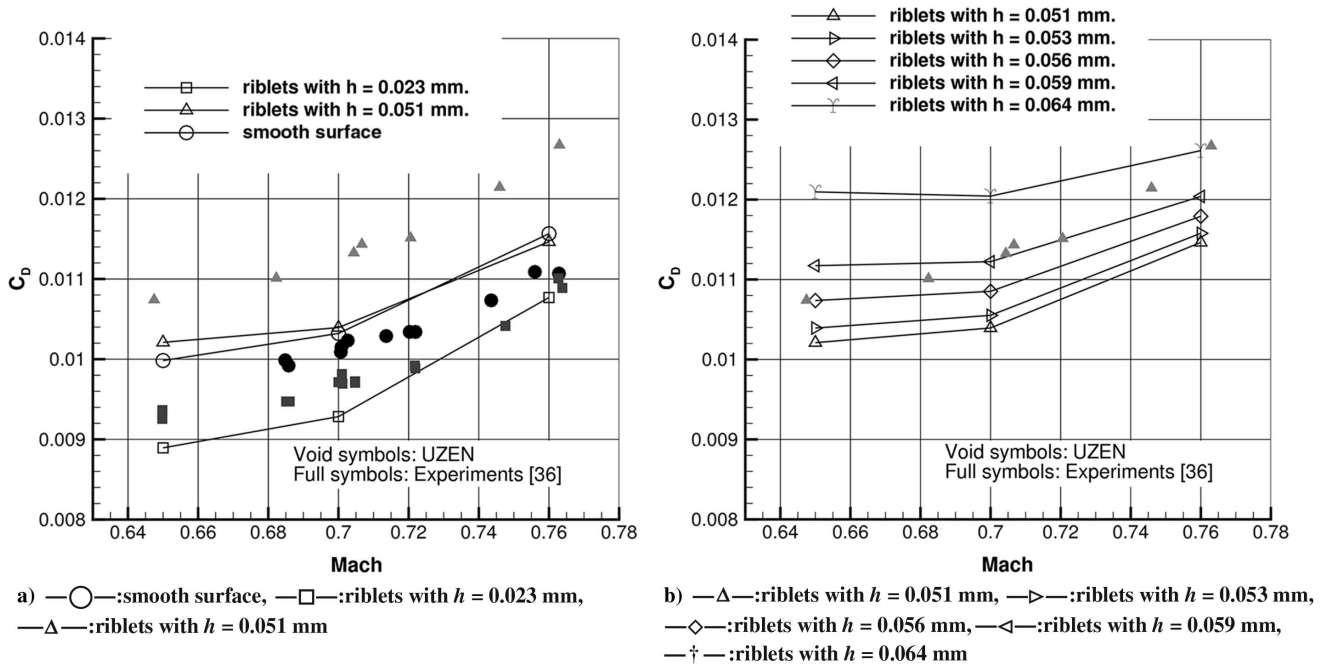 0.014
0.013
0.012
0.011
0.01
0.009
0.008
C_D
riblets with h = 0.023 mm.
riblets with h = 0.051 mm.
smooth surface
Void symbols: UZEN
Full symbols: Experiments [36]
0.64 0.66 0.68 0.7 0.72 0.74 0.76 0.78
Mach
a) —○—:smooth surface, —□—:riblets with h = 0.023 mm,
—△—:riblets with h = 0.051 mm
riblets with h = 0.051 mm.
riblets with h = 0.053 mm.
riblets with h = 0.056 mm.
riblets with h = 0.059 mm.
riblets with h = 0.064 mm.
0.014
0.013
0.012
0.011
0.01
0.009
0.008
C_D
Void symbols: UZEN
Full symbols: Experiments [36]
0.64 0.66 0.68 0.7 0.72 0.74 0.76 0.78
Mach
b) —△—:riblets with h = 0.051 mm, —▷—:riblets with h = 0.053 mm,
—◇—:riblets with h = 0.056 mm, —◁—:riblets with h = 0.059 mm,
—†—:riblets with h = 0.064 mm